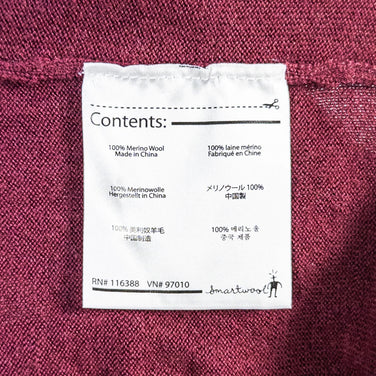 Contents:
100% Merino Wool
Made in China
100% laine mérino
Fabriqué en Chine
100% Merinowolle
Hergestellt in China
メリノウール 100%
中国製
100% 美利奴羊毛
中国制造
100% 메리노 울
중국 제품
RN# 116388 VN# 97010
smartwool